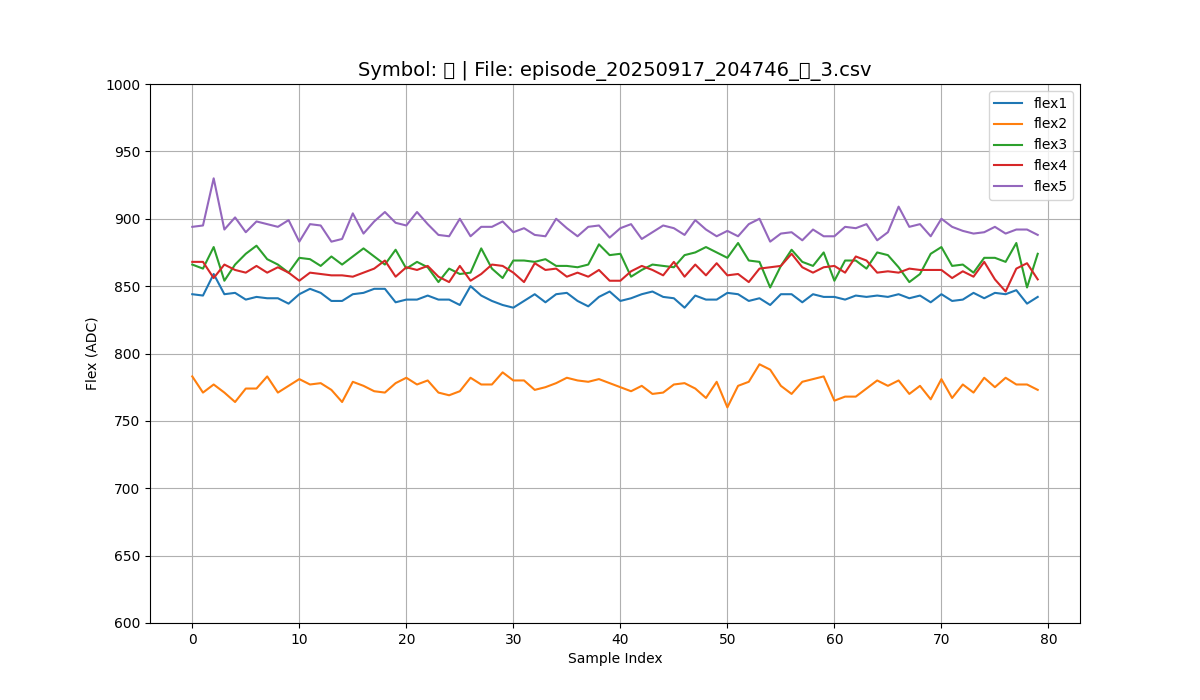 Symbol: | File: episode_20250917_204746_ _3.csv
1000
950
900
850
800
750
700
650
600
Flex (ADC)
0 10 20 30 40 50 60 70 80
Sample Index
flex1
flex2
flex3
flex4
flex5